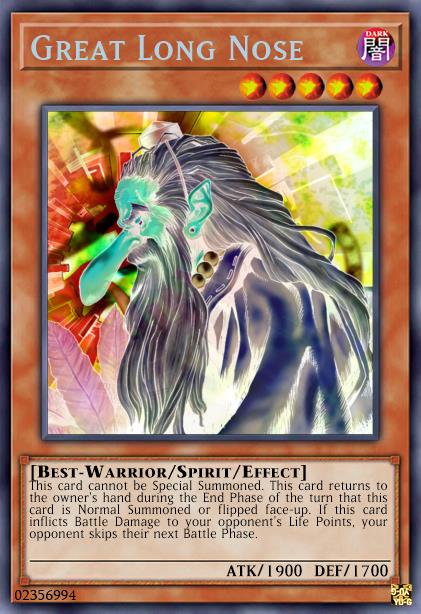 Great Long Nose
DARK
闇
[Best-Warrior/Spirit/Effect]
This card cannot be Special Summoned. This card returns to
the owner's hand during the End Phase of the turn that this
card is Normal Summoned or flipped face-up. If this card
inflicts Battle Damage to your opponent's Life Points, your
opponent skips their next Battle Phase.
ATK/1900 DEF/1700
02356994